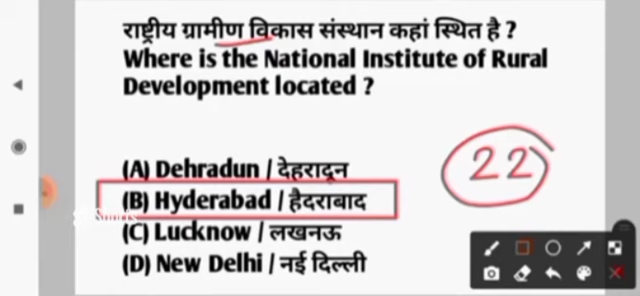 राष्ट्रीय ग्रामीण विकास संस्थान कहां स्थित है ?
Where is the National Institute of Rural
Development located ?
(A) Dehradun / देहरादून
22
(B) Hyderabad / हैदराबाद
(C) Lucknow / लखनऊ
(D) New Delhi / नई दिल्ली